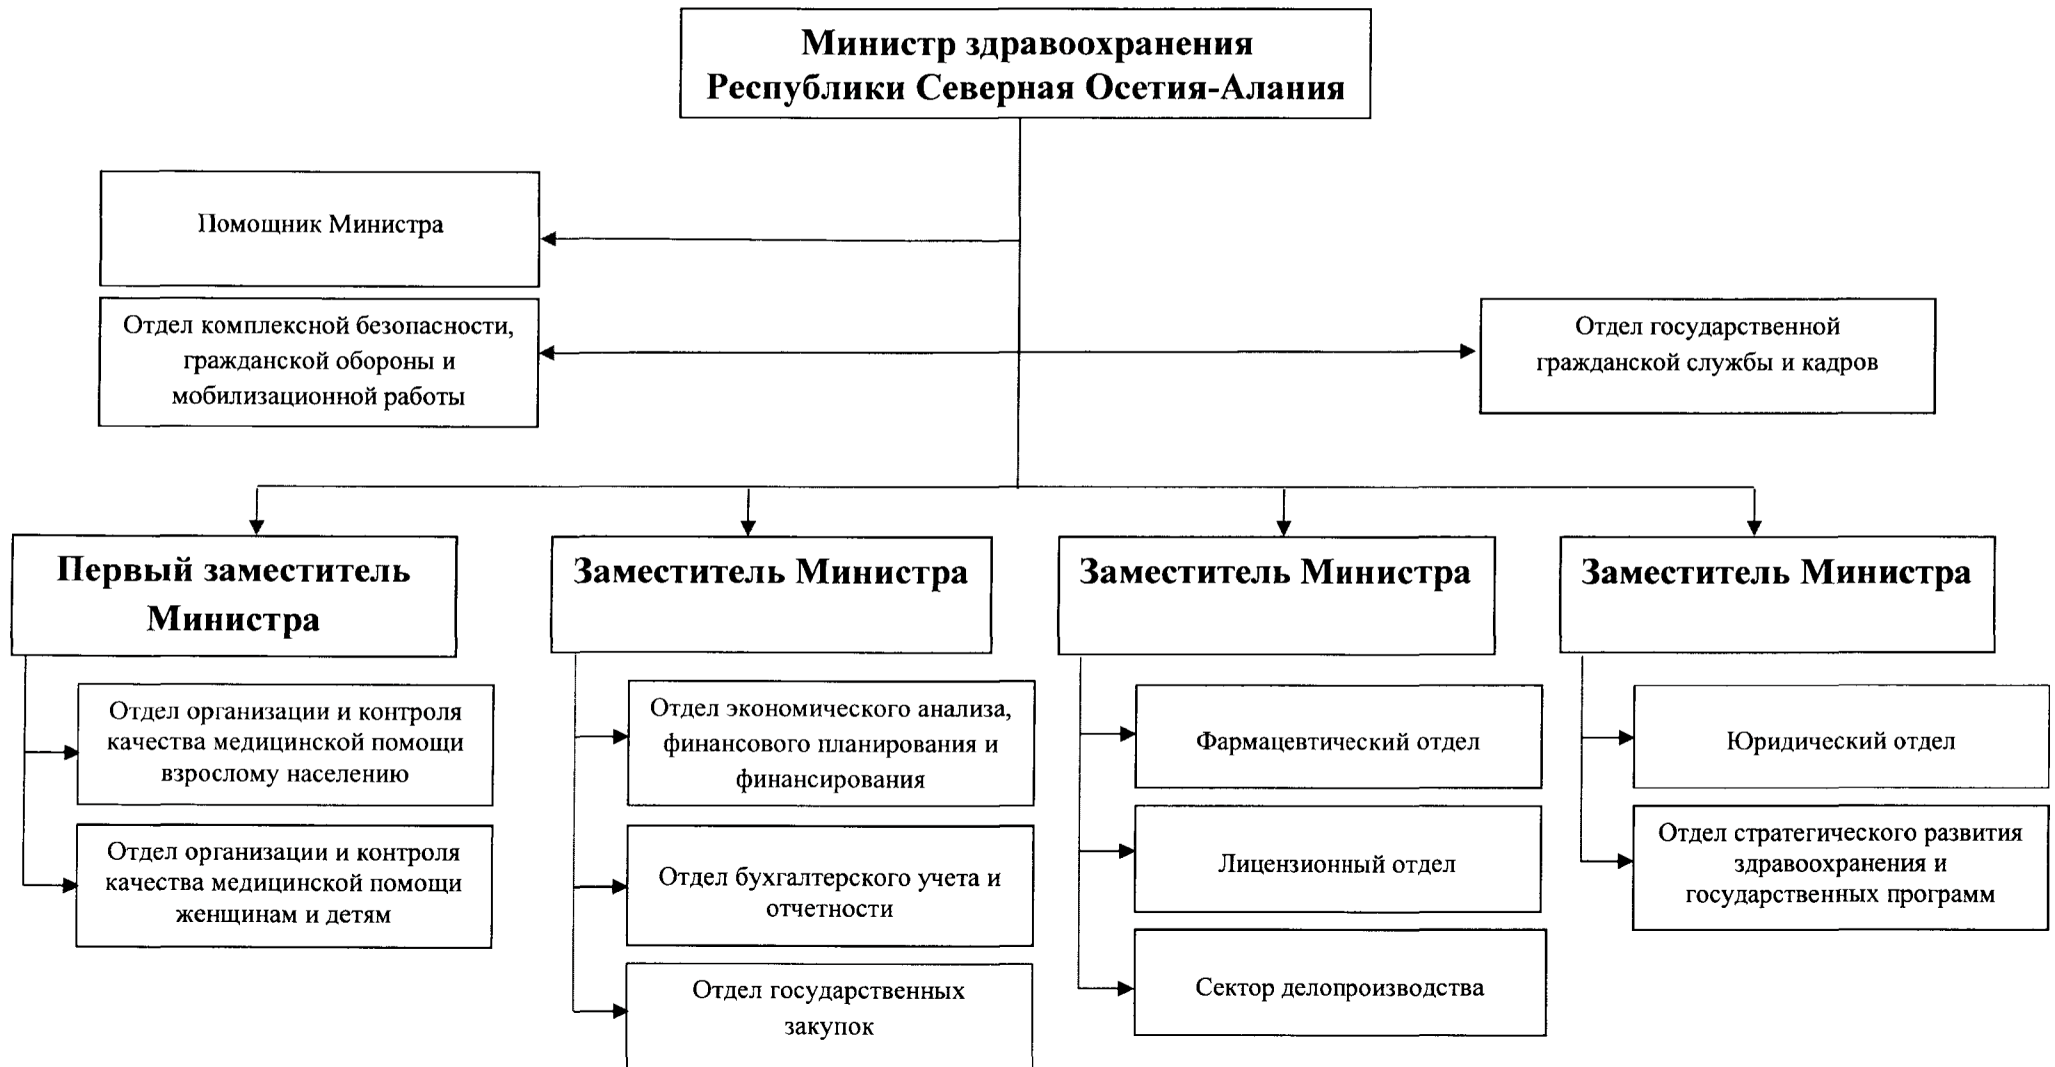 Министр здравоохранения
Республики Северная Осетия-Алания
Помощник Министра
Отдел комплексной безопасности,
гражданской обороны и
мобилизационной работы
Отдел государственной
гражданской службы и кадров
Первый заместитель
Министра
Отдел организации и контроля
качества медицинской помощи
взрослому населению
Отдел организации и контроля
качества медицинской помощи
женщинам и детям
Заместитель Министра
Отдел экономического анализа,
финансового планирования и
финансирования
Отдел бухгалтерского учета и
отчетности
Отдел государственных
закупок
Заместитель Министра
Фармацевтический отдел
Лицензионный отдел
Сектор делопроизводства
Заместитель Министра
Юридический отдел
Отдел стратегического развития
здравоохранения и
государственных программ